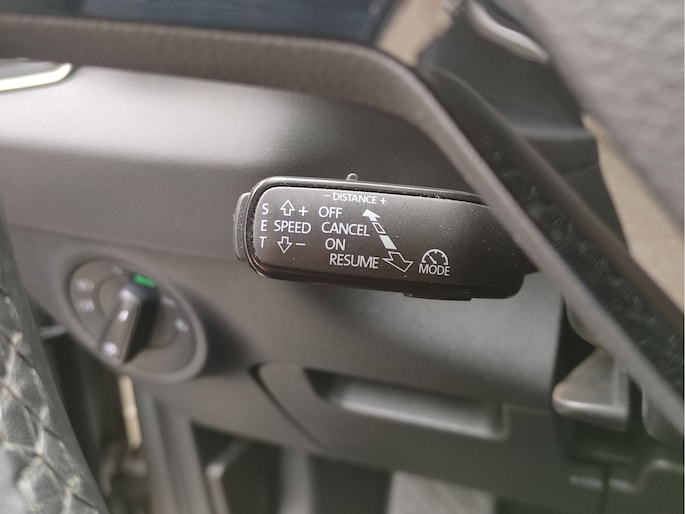 - DISTANCE +
S + OFF
E SPEED CANCEL
T - ON
RESUME
MODE